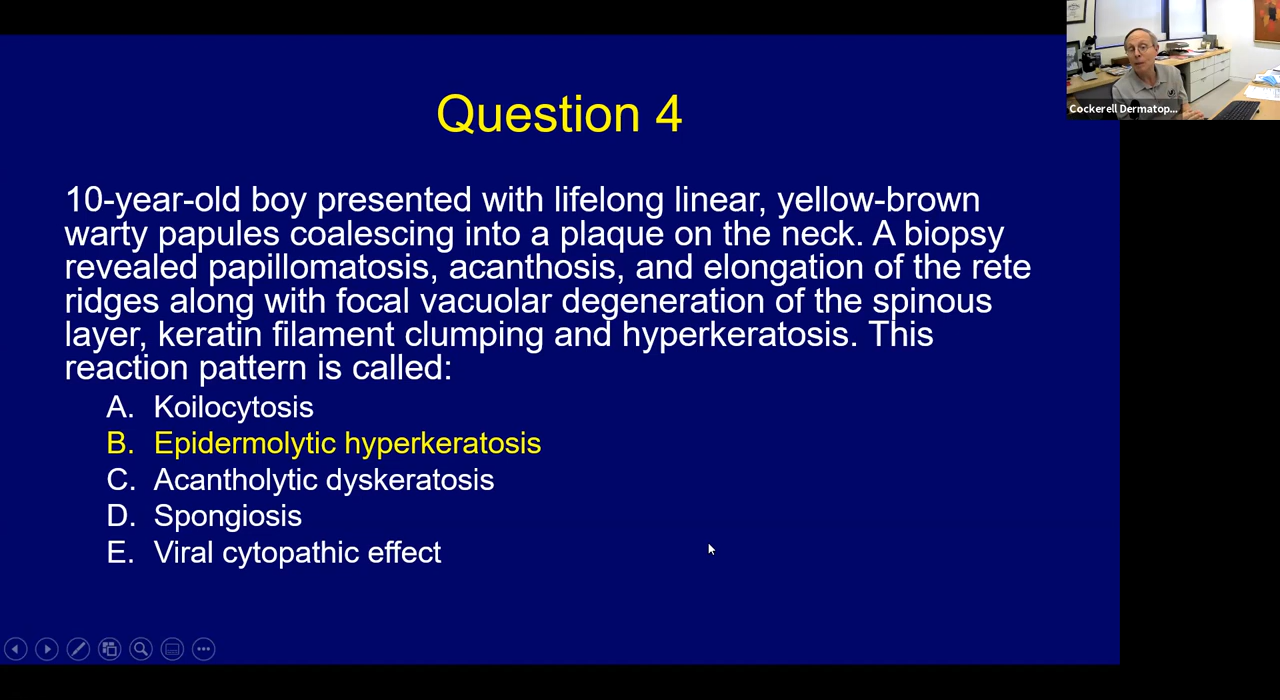 Cockerell Dermatop...
Question 4
10-year-old boy presented with lifelong linear, yellow-brown
warty papules coalescing into a plaque on the neck. A biopsy
revealed papillomatosis, acanthosis, and elongation of the rete
ridges along with focal vacuolar degeneration of the spinous
layer, keratin filament clumping and hyperkeratosis. This
reaction pattern is called:
A. Koilocytosis
B. Epidermolytic hyperkeratosis
C. Acantholytic dyskeratosis
D. Spongiosis
E. Viral cytopathic effect